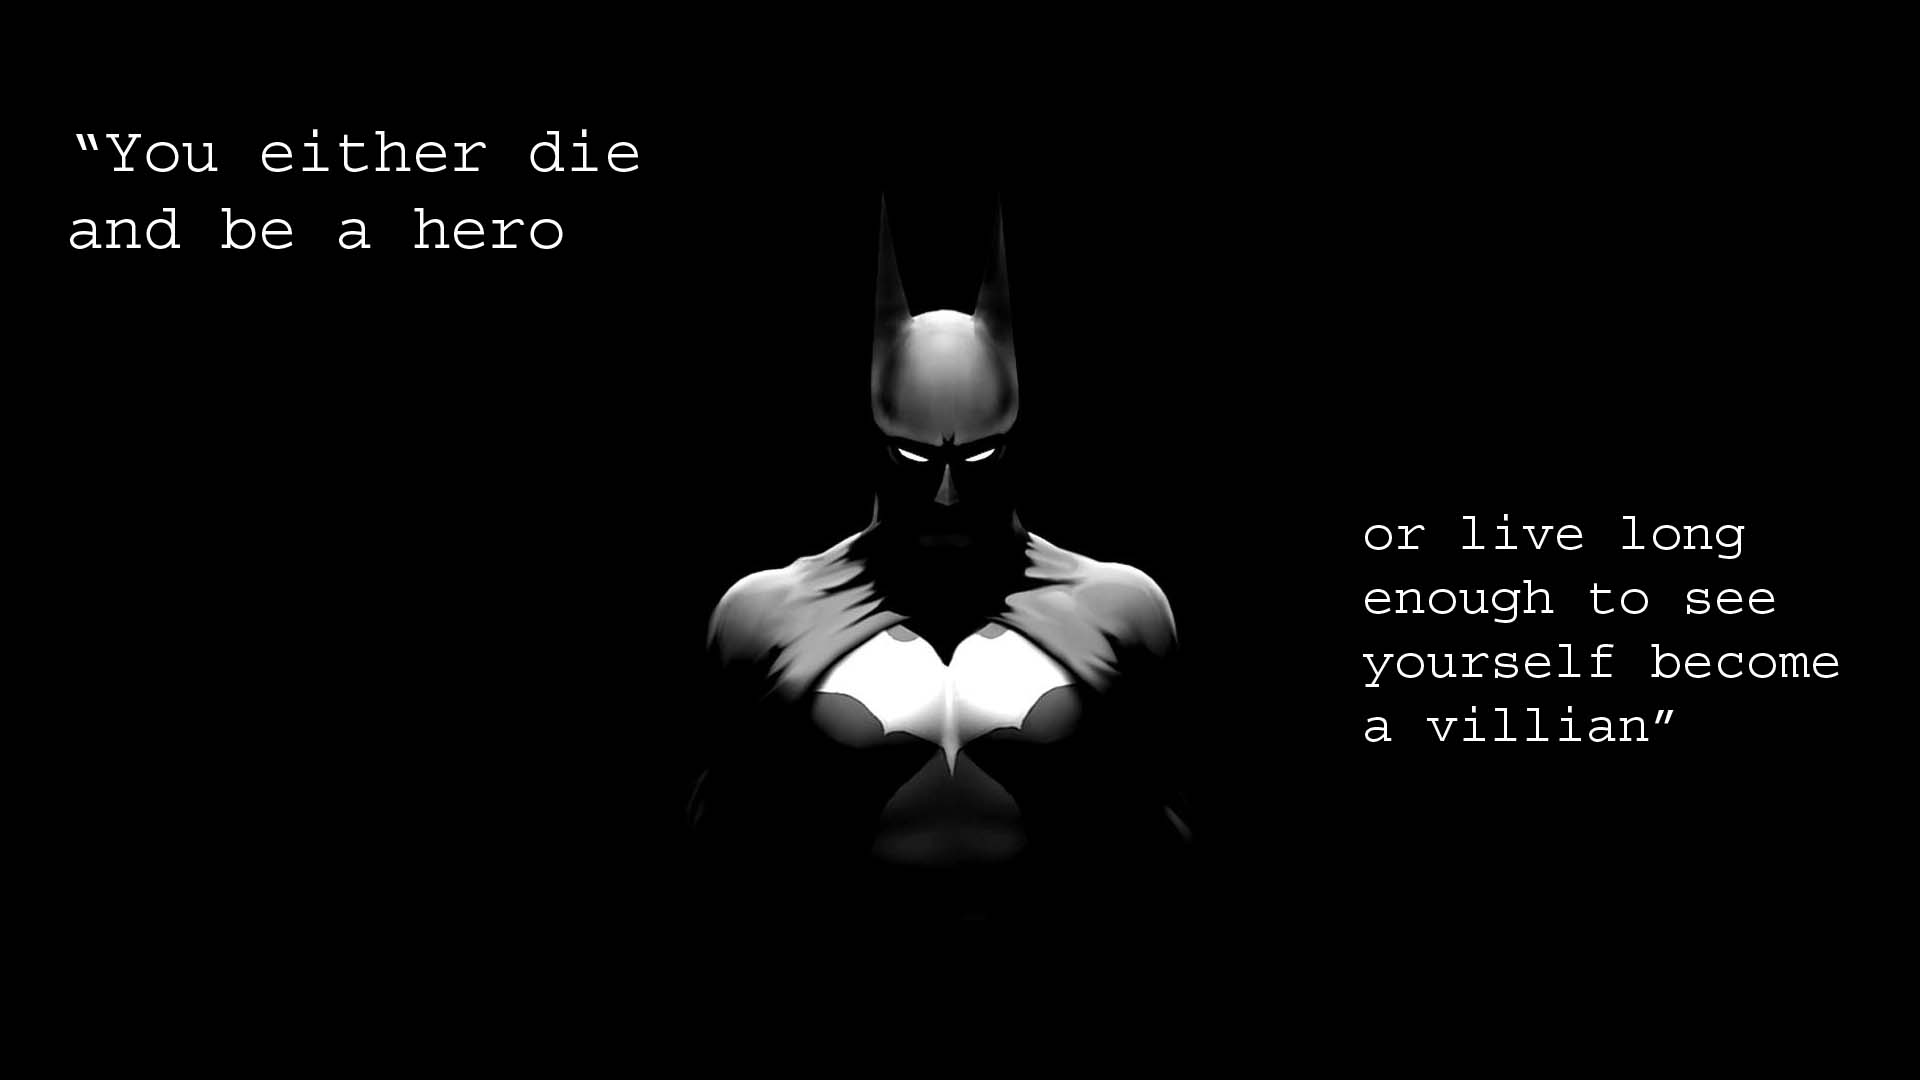 “You either die
and be a hero
or live long
enough to see
yourself become
a villian”